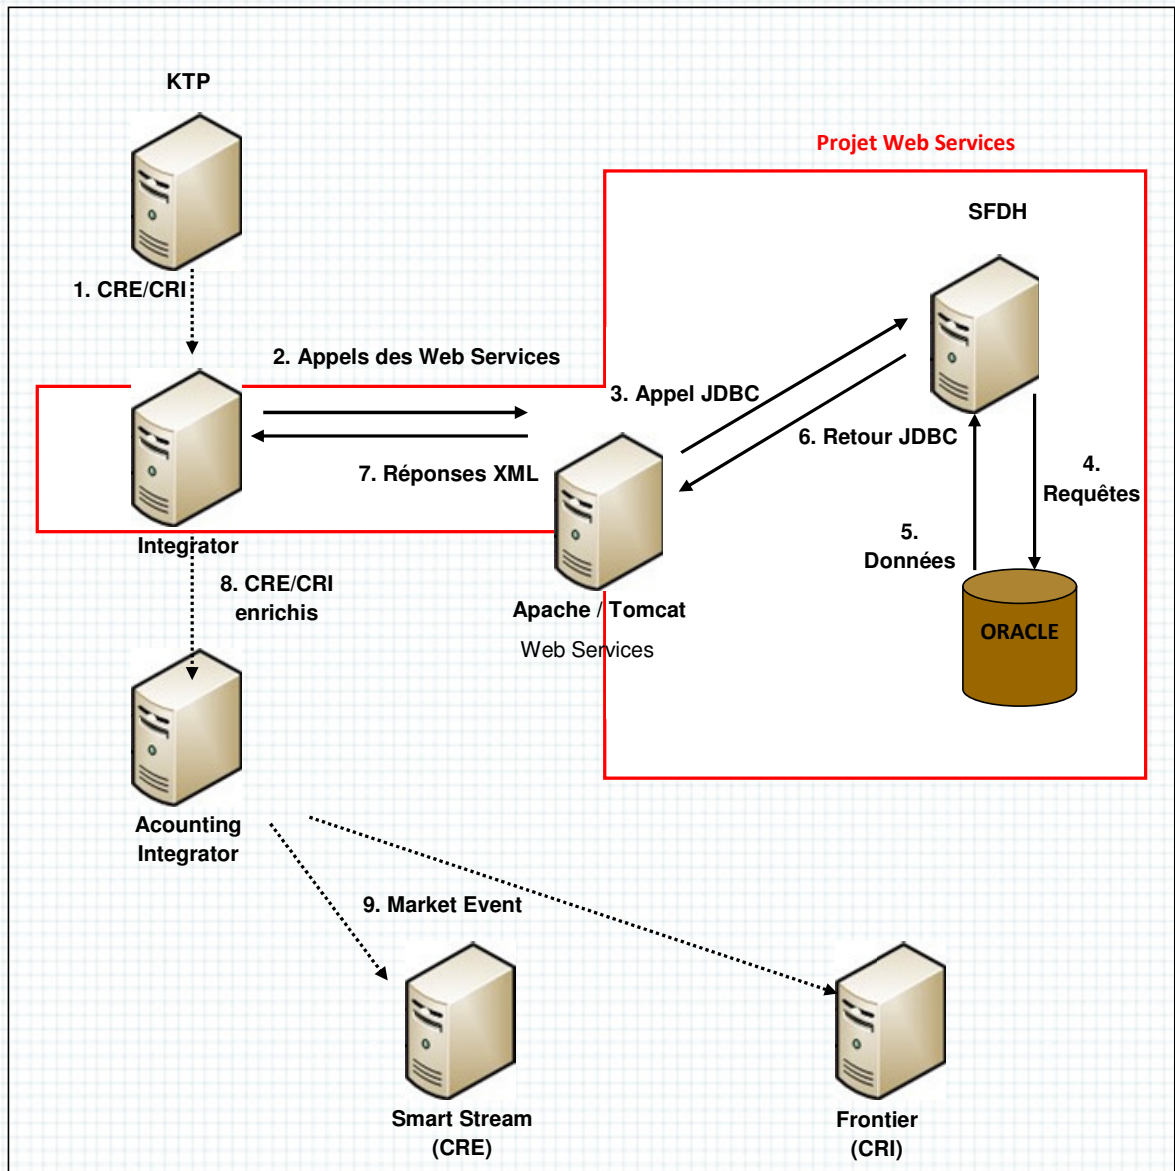 KTP
Projet Web Services
SFDH
1. CRE/CRI
2. Appels des Web Services
3. Appel JDBC
6. Retour JDBC
4.
Requêtes
7. Réponses XML
5.
Données
Integrator
8. CRE/CRI
enrichis
Apache / Tomcat
Web Services
ORACLE
Acounting
Integrator
9. Market Event
Smart Stream
(CRE)
Frontier
(CRI)